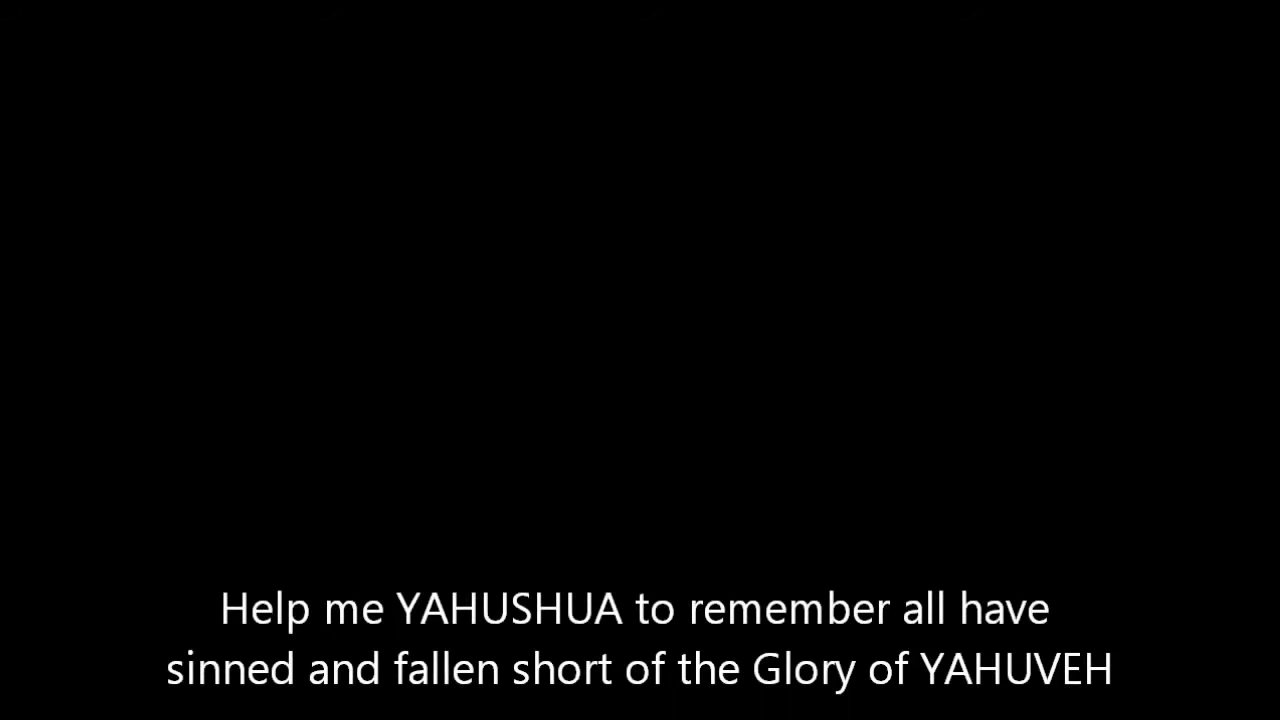 Help me YAHUSHUA to remember all have
sinned and fallen short of the Glory of YAHUVEH